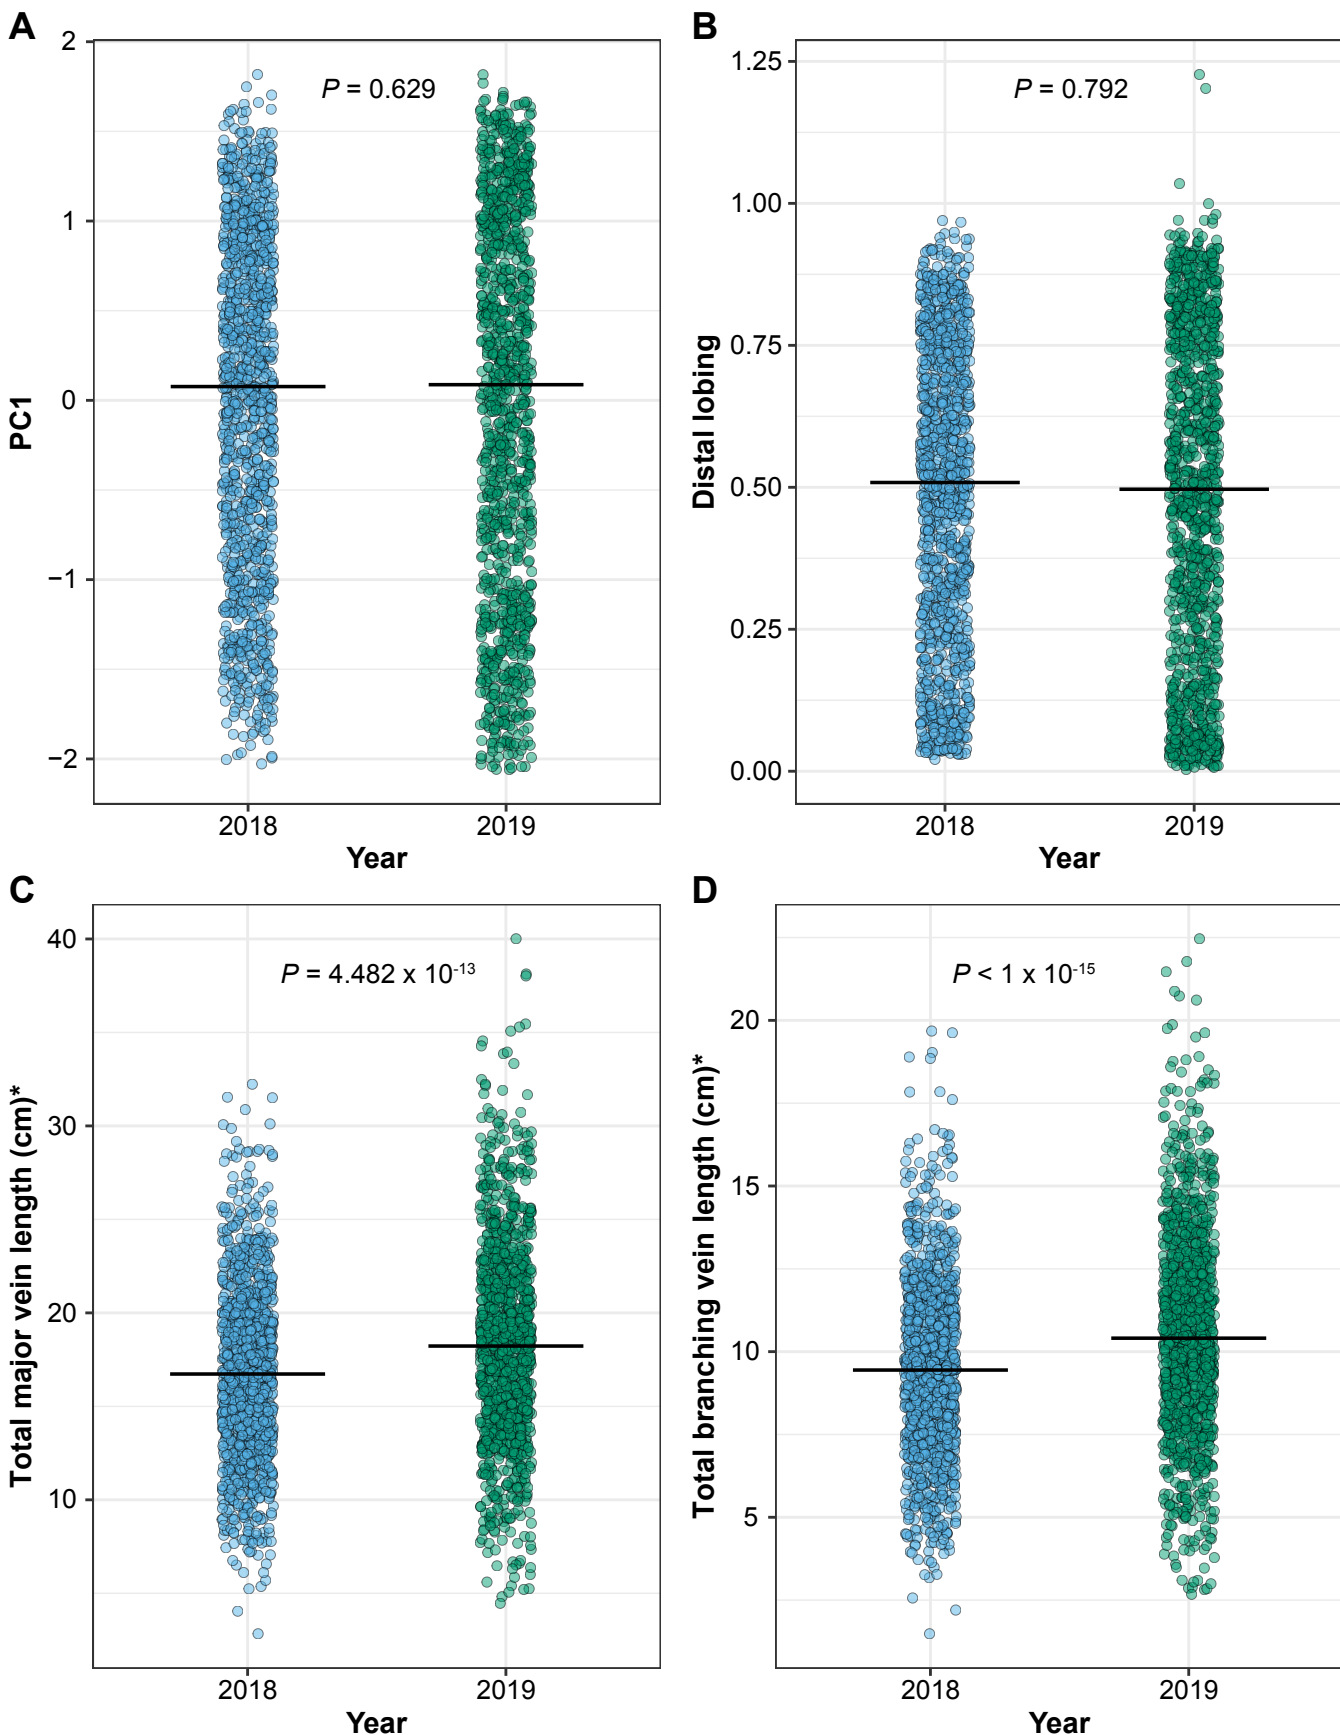 A
B
P = 0.629
P = 0.792
PC1
2
1
0
−1
−2
2018
2019
Year
Distal lobing
1.25
1.00
0.75
0.50
0.25
0.00
2018
2019
Year
C
D
P = 4.482 x 10⁻¹³
P < 1 x 10⁻¹⁵
Total major vein length (cm)*
40
30
20
10
2018
2019
Year
Total branching vein length (cm)*
20
15
10
5
2018
2019
Year